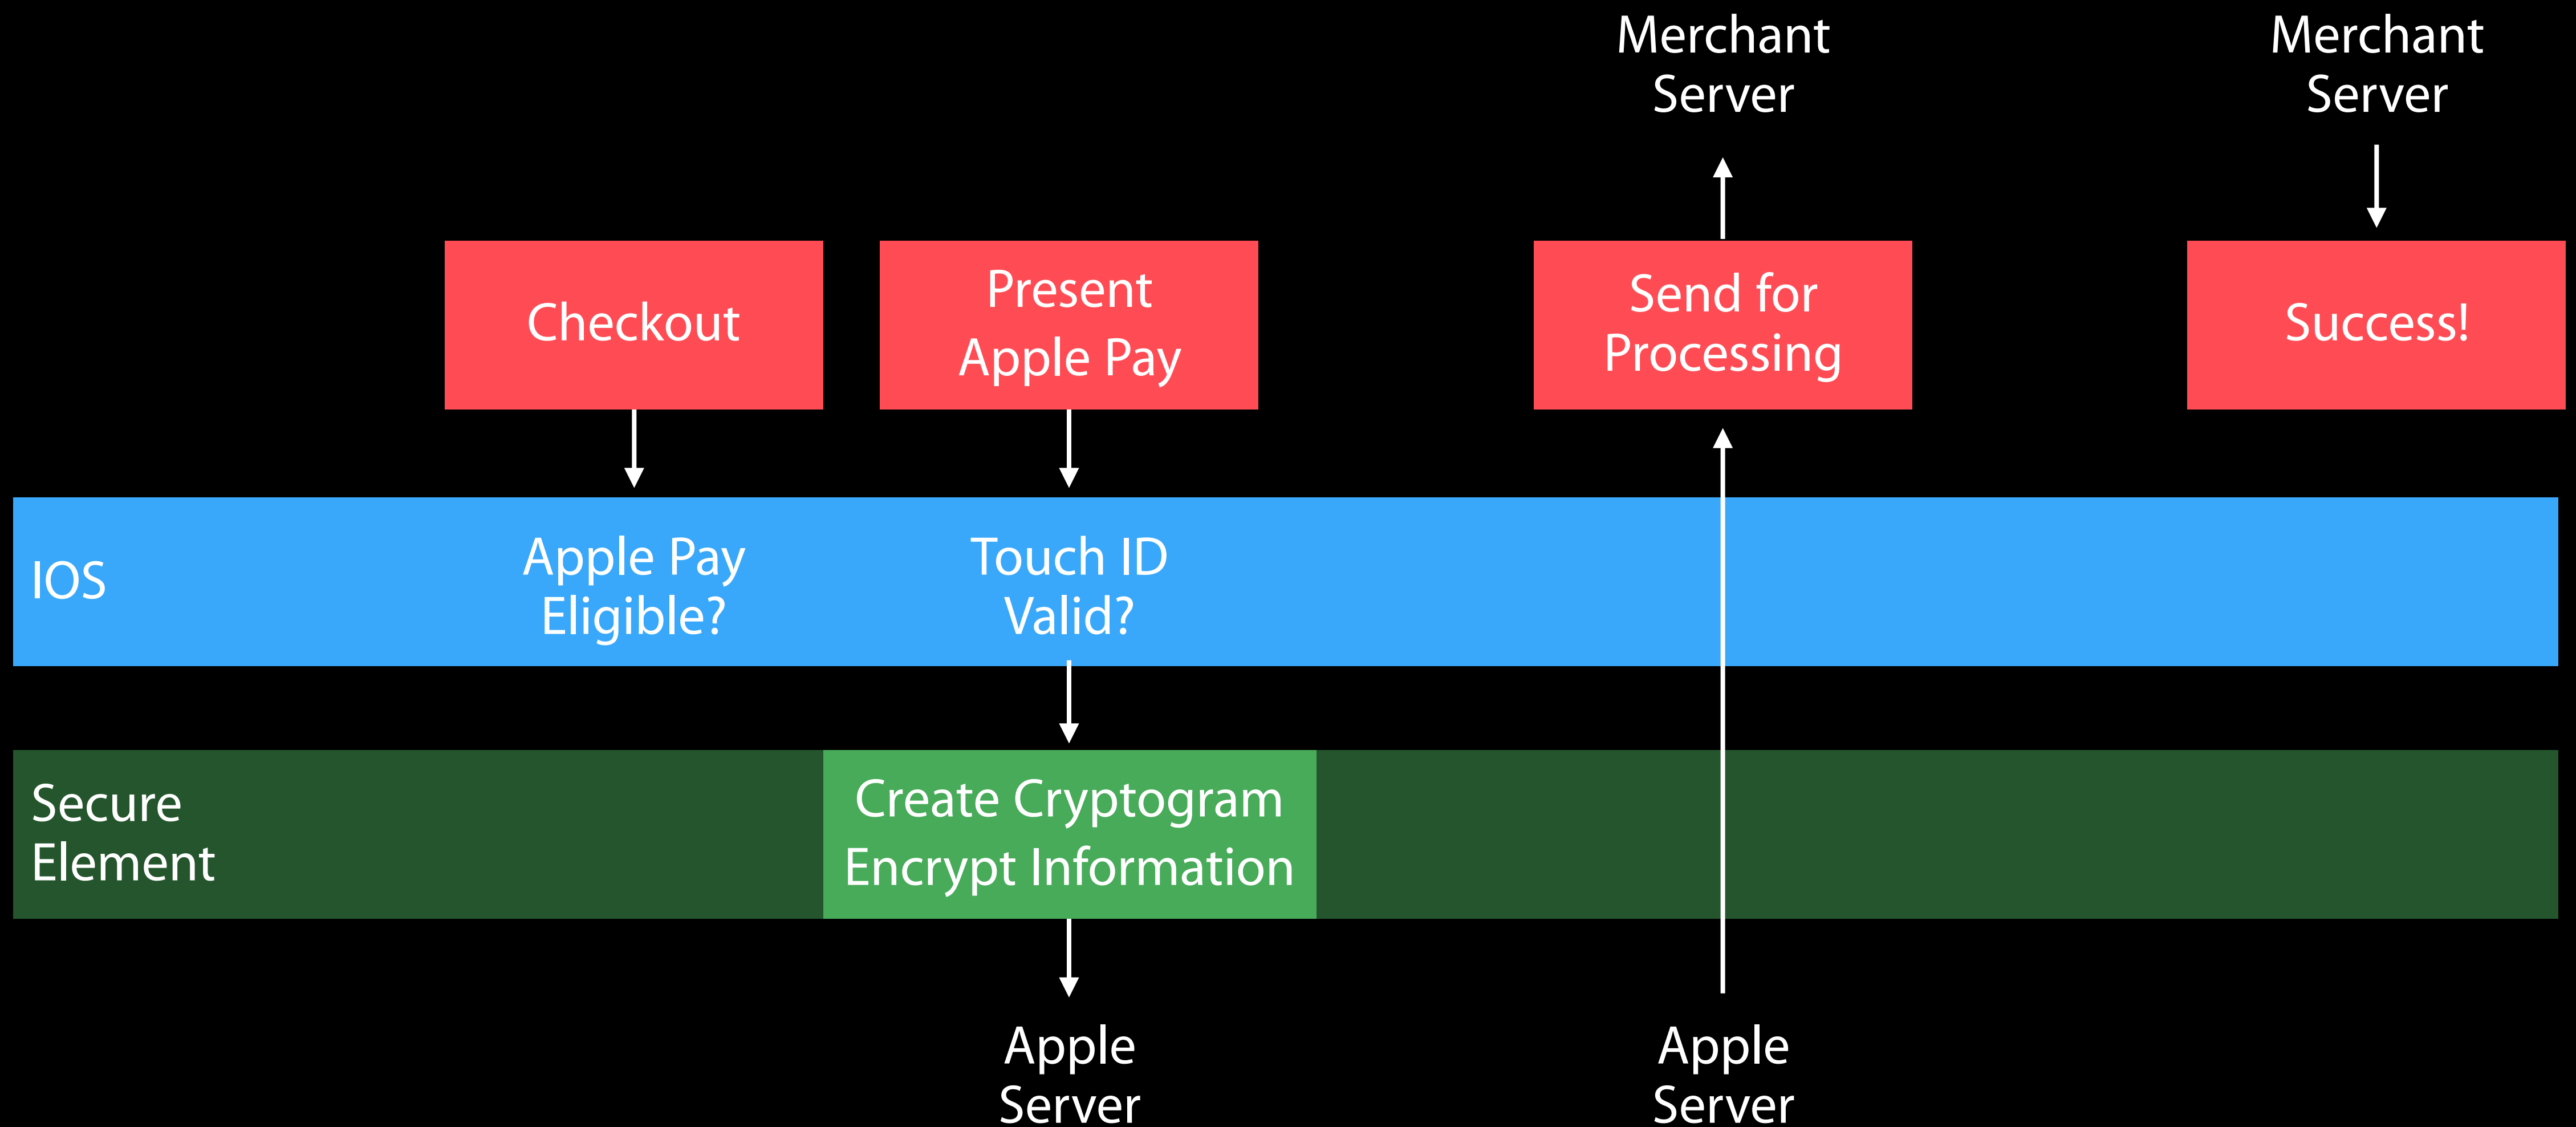 Merchant
Server
Merchant
Server
Checkout
Present
Apple Pay
Send for
Processing
Success!
IOS
Apple Pay
Eligible?
Touch ID
Valid?
Secure
Element
Create Cryptogram
Encrypt Information
Apple
Server
Apple
Server